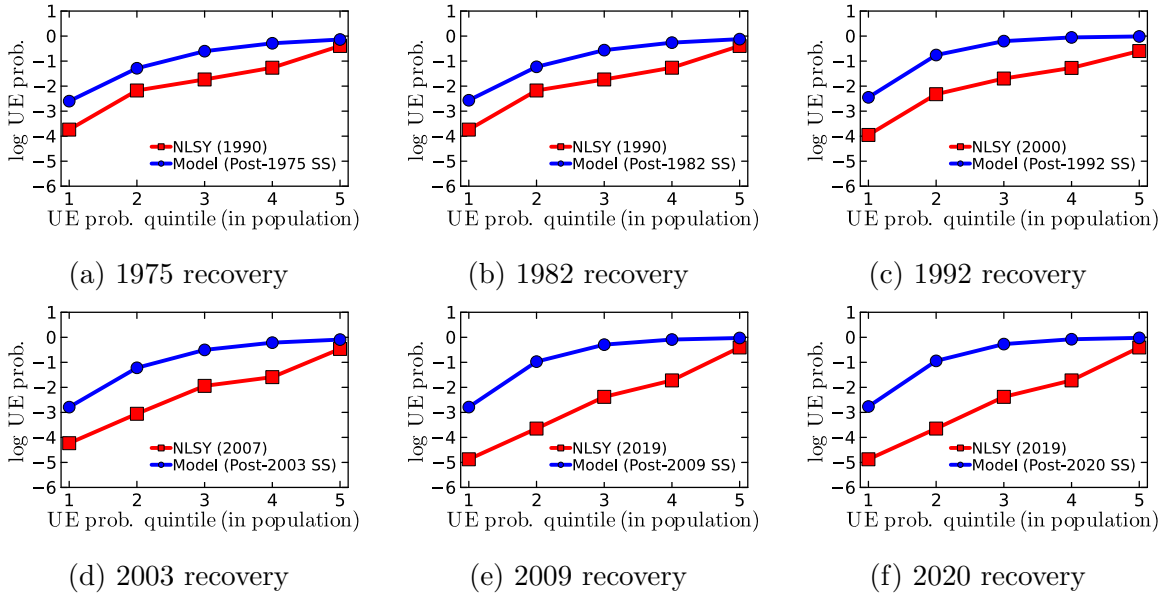 1
0
−1
−2
−3
−4
−5
−6
log UE prob.
NLSY (1990)
Model (Post-1975 SS)
1 2 3 4 5
UE prob. quintile (in population)
(a) 1975 recovery
1
0
−1
−2
−3
−4
−5
−6
log UE prob.
NLSY (1990)
Model (Post-1982 SS)
1 2 3 4 5
UE prob. quintile (in population)
(b) 1982 recovery
1
0
−1
−2
−3
−4
−5
−6
log UE prob.
NLSY (2000)
Model (Post-1992 SS)
1 2 3 4 5
UE prob. quintile (in population)
(c) 1992 recovery
1
0
−1
−2
−3
−4
−5
−6
log UE prob.
NLSY (2007)
Model (Post-2003 SS)
1 2 3 4 5
UE prob. quintile (in population)
(d) 2003 recovery
1
0
−1
−2
−3
−4
−5
−6
log UE prob.
NLSY (2019)
Model (Post-2009 SS)
1 2 3 4 5
UE prob. quintile (in population)
(e) 2009 recovery
1
0
−1
−2
−3
−4
−5
−6
log UE prob.
NLSY (2019)
Model (Post-2020 SS)
1 2 3 4 5
UE prob. quintile (in population)
(f) 2020 recovery